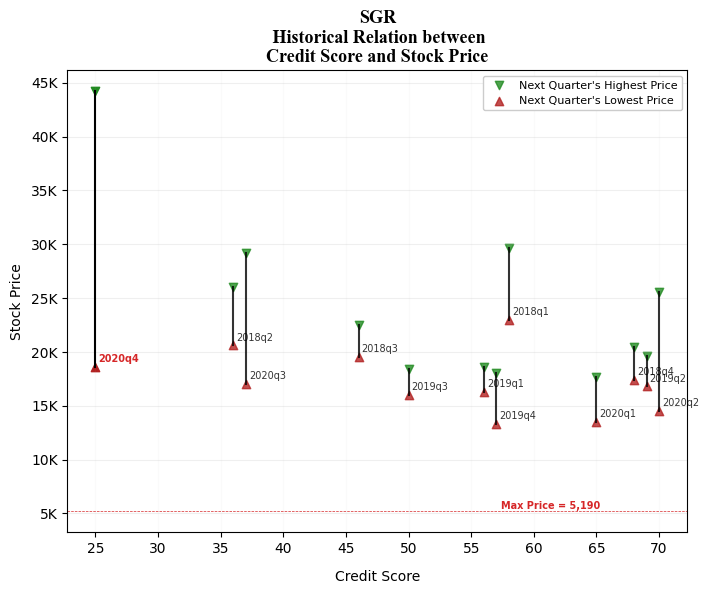 SGR
Historical Relation between
Credit Score and Stock Price
Next Quarter's Highest Price
Next Quarter's Lowest Price
45K
40K
35K
30K
25K
20K
15K
10K
5K
Stock Price
2020q4
2018q2
2020q3
2018q3
2019q3
2019q1
2019q4
2018q1
2020q1
2018q4
2019q2
2020q2
Max Price = 5,190
25 30 35 40 45 50 55 60 65 70
Credit Score